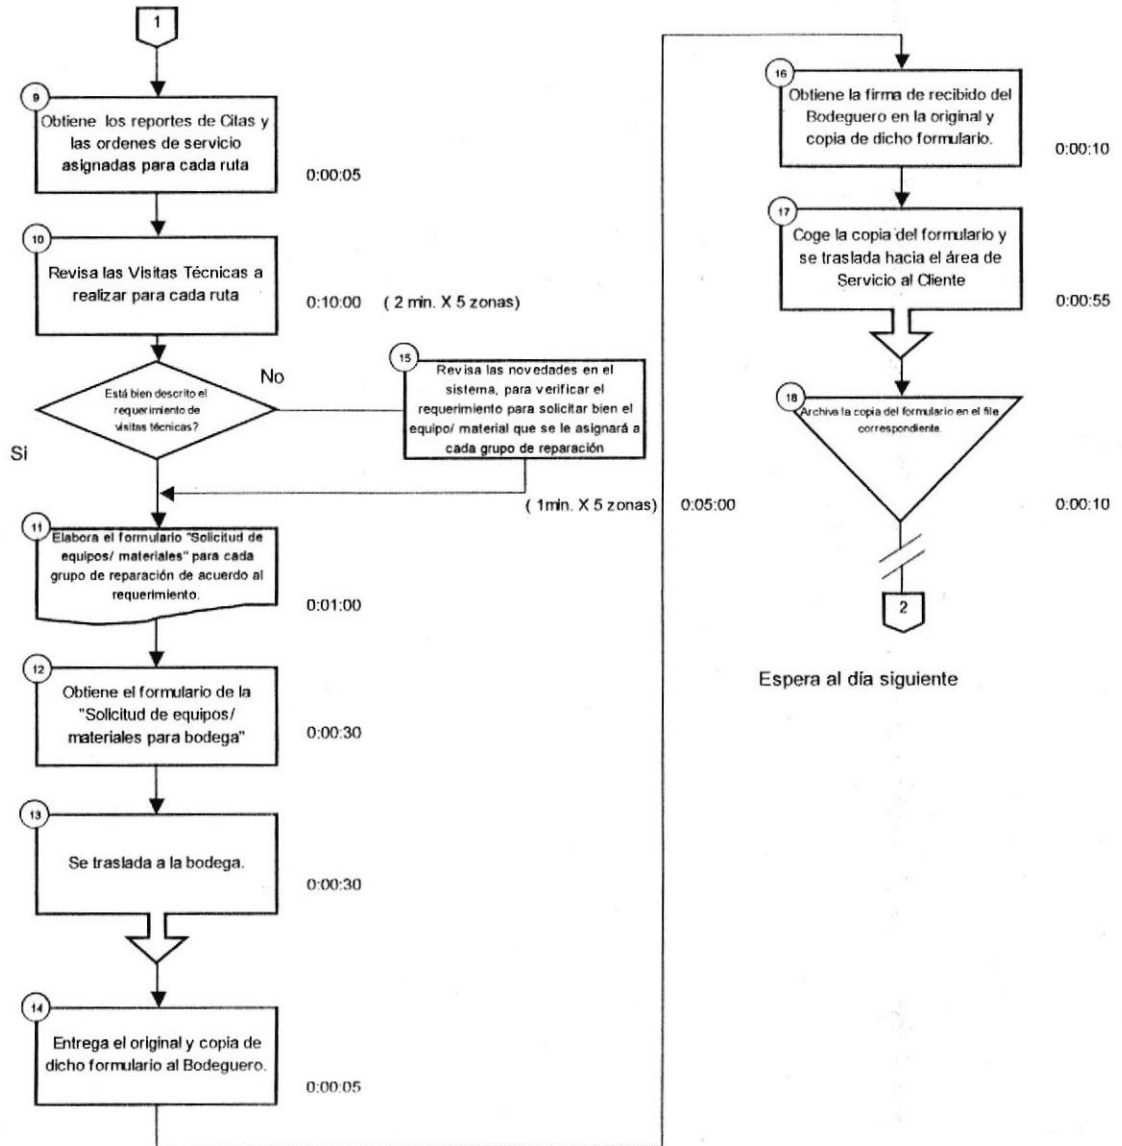 1
9
Obtiene los reportes de Citas y
las ordenes de servicio
asignadas para cada ruta
0:00:05
10
Revisa las Visitas Técnicas a
realizar para cada ruta
0:10:00 ( 2 min. X 5 zonas)
Está bien descrito el
requerimiento de
visitas técnicas?
No
Si
15
Revisa las novedades en el
sistema, para verificar el
requerimiento para solicitar bien el
equipo/ material que se le asignará a
cada grupo de reparación
( 1min. X 5 zonas) 0:05:00
11
Elabora el formulario "Solicitud de
equipos/ materiales" para cada
grupo de reparación de acuerdo al
requerimiento.
0:01:00
12
Obtiene el formulario de la
"Solicitud de equipos/
materiales para bodega"
0:00:30
13
Se traslada a la bodega.
0:00:30
14
Entrega el original y copia de
dicho formulario al Bodeguero.
0:00:05
16
Obtiene la firma de recibido del
Bodeguero en la original y
copia de dicho formulario.
0:00:10
17
Coge la copia del formulario y
se traslada hacia el área de
Servicio al Cliente
0:00:55
18
Archiva la copia del formulario en el file
correspondiente
0:00:10
2
Espera al día siguiente